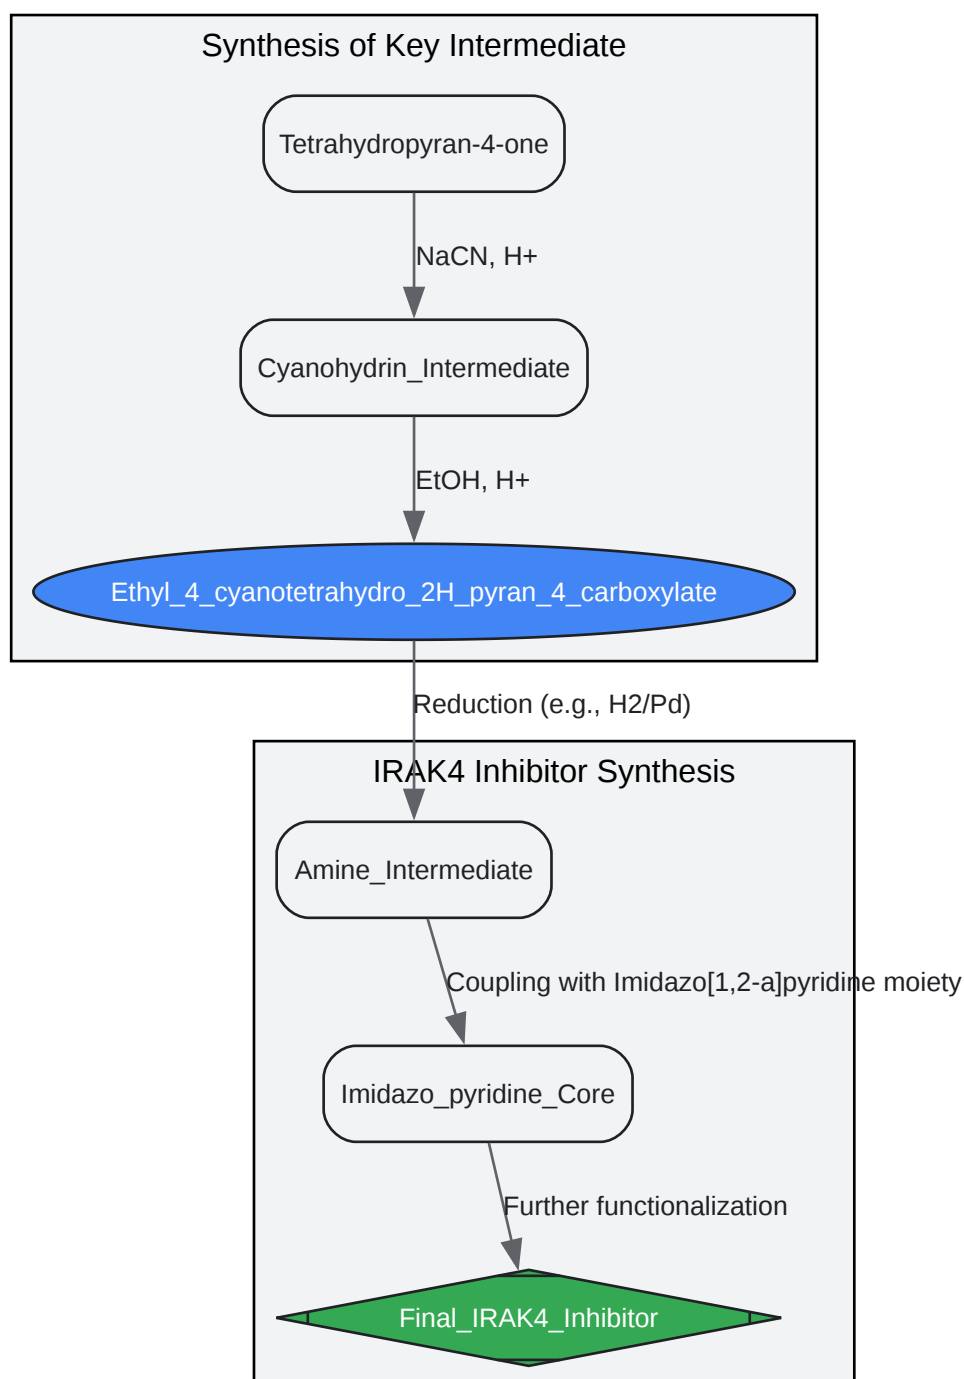 Synthesis of Key Intermediate
Tetrahydropyran-4-one
NaCN, H+
Cyanohydrin_Intermediate
EtOH, H+
Ethyl_4_cyanotetrahydro_2H_pyran_4_carboxylate
Reduction (e.g., H2/Pd)
IRAK4 Inhibitor Synthesis
Amine_Intermediate
Coupling with Imidazo[1,2-a]pyridine moiety
Imidazo_pyridine_Core
Further functionalization
Final_IRAK4_Inhibitor